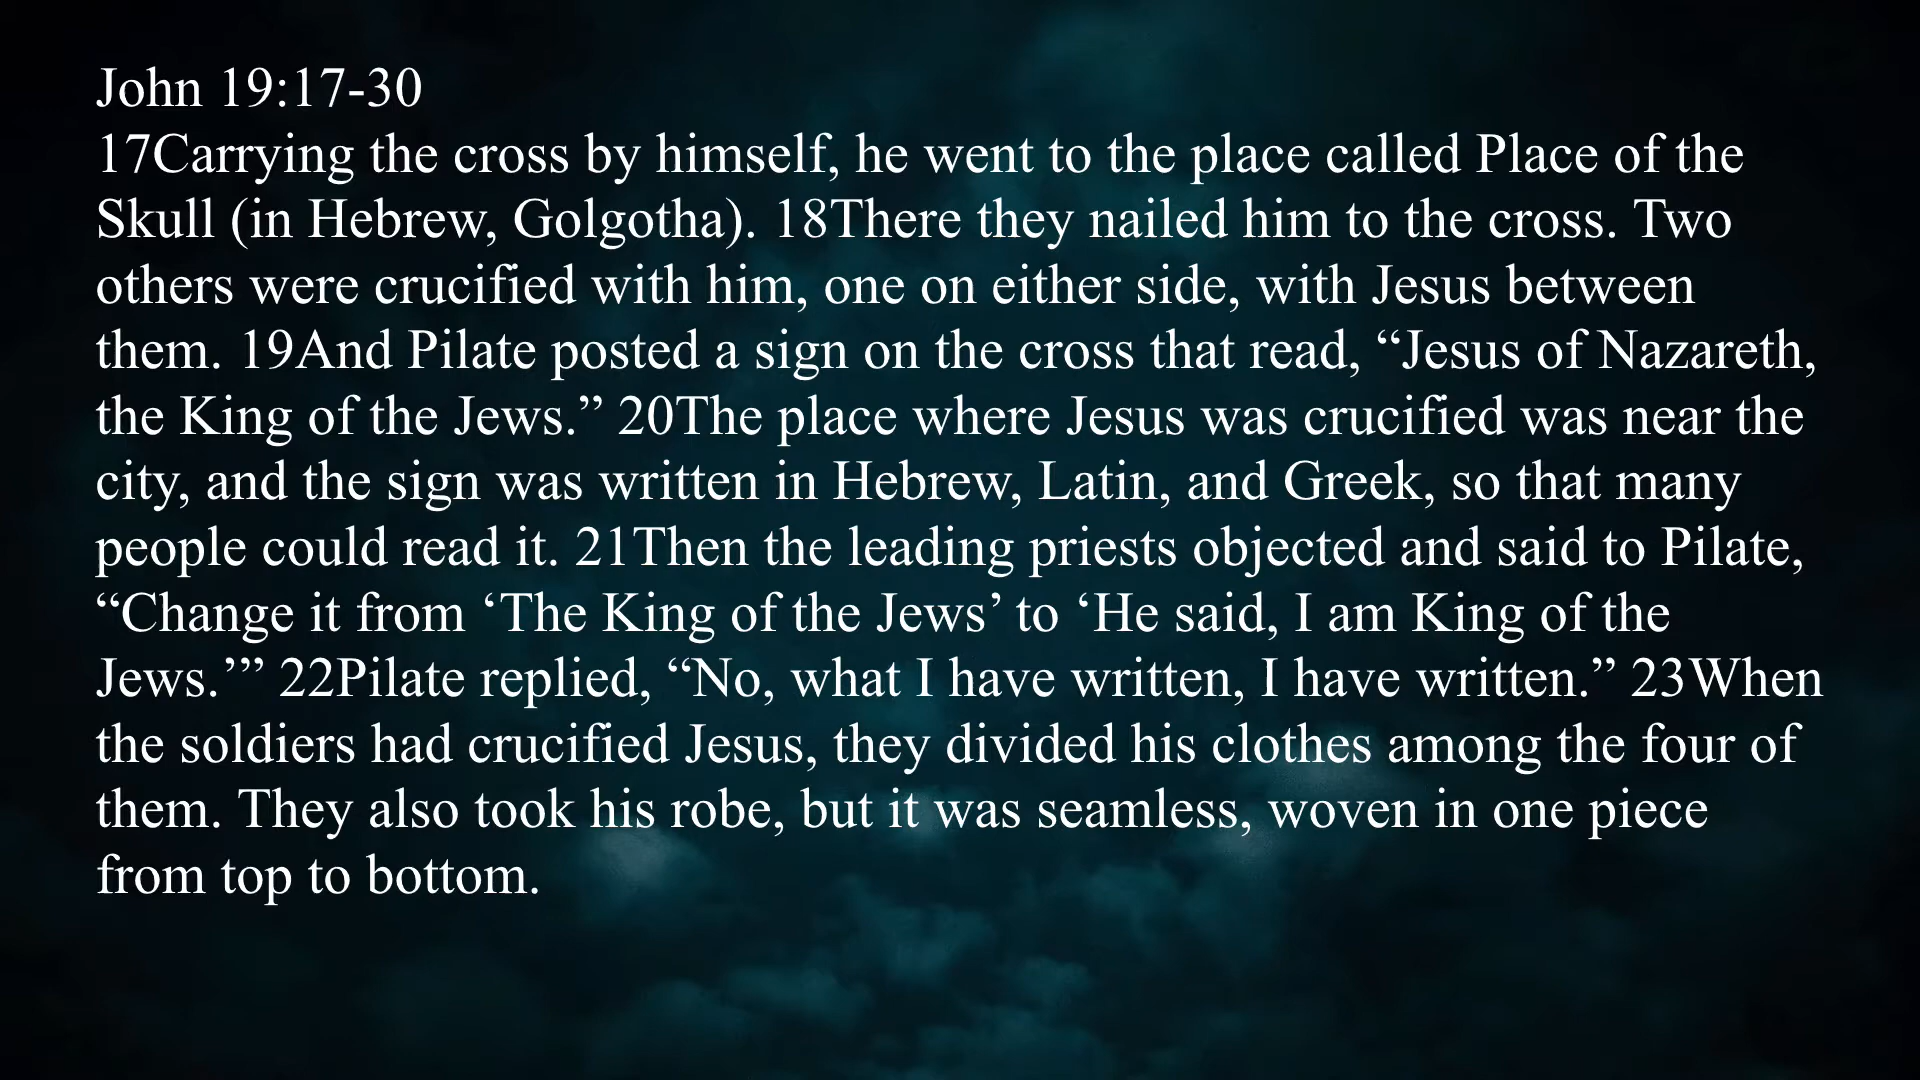 John 19:17-30
17Carrying the cross by himself, he went to the place called Place of the
Skull (in Hebrew, Golgotha). 18There they nailed him to the cross. Two
others were crucified with him, one on either side, with Jesus between
them. 19And Pilate posted a sign on the cross that read, “Jesus of Nazareth,
the King of the Jews.” 20The place where Jesus was crucified was near the
city, and the sign was written in Hebrew, Latin, and Greek, so that many
people could read it. 21Then the leading priests objected and said to Pilate,
“Change it from ‘The King of the Jews’ to ‘He said, I am King of the
Jews.’” 22Pilate replied, “No, what I have written, I have written.” 23When
the soldiers had crucified Jesus, they divided his clothes among the four of
them. They also took his robe, but it was seamless, woven in one piece
from top to bottom.